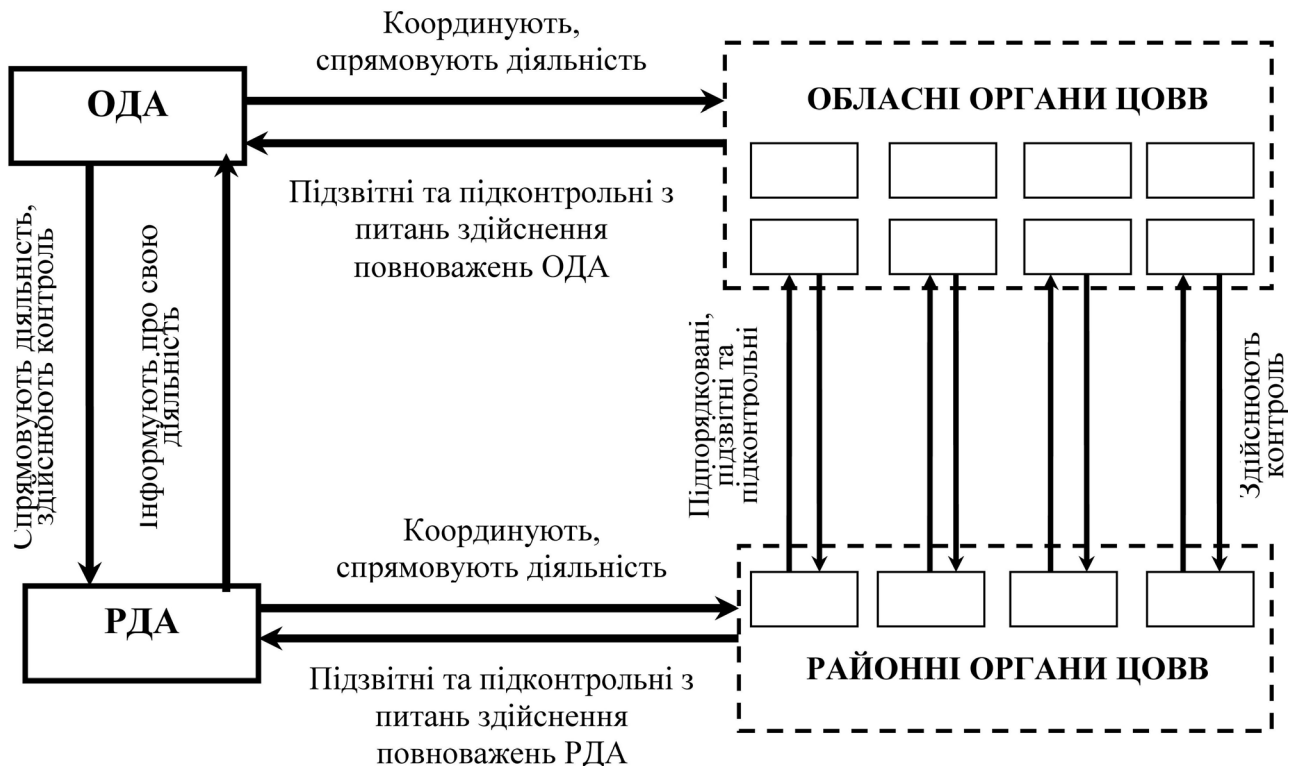 Координують,
спрямовують діяльність
ОДА
ОБЛАСНІ ОРГАНИ ЦОВВ
Підзвітні та підконтрольні з
питань здійснення
повноважень ОДА
Спрямовують діяльність,
здійснюють контроль
Інформують про свою
діяльність
Підпорядковані,
підзвітні та
підконтрольні
Здійснюють
контроль
Координують,
спрямовують діяльність
РДА
РАЙОННІ ОРГАНИ ЦОВВ
Підзвітні та підконтрольні з
питань здійснення
повноважень РДА